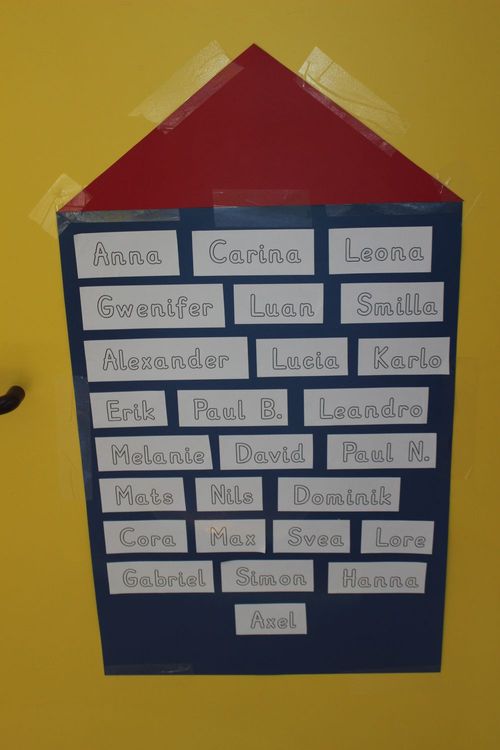 Anna Carina Leona
Gwenifer Luan Smilla
Alexander Lucia Karlo
Erik Paul B. Leandro
Melanie David Paul N.
Mats Nils Dominik
Cora Max Svea Lore
Gabriel Simon Hanna
Axel